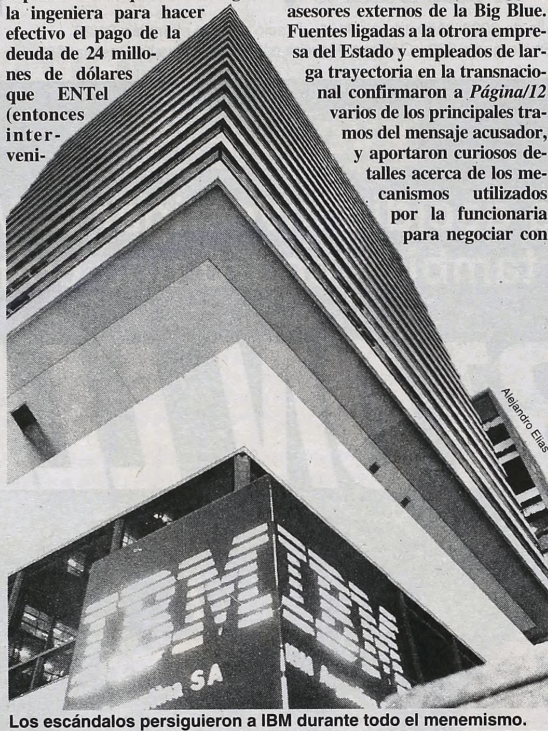 la ingeniera para hacer
efectivo el pago de la
deuda de 24 millo-
nes de dólares
que ENTel
(entonces
inter-
veni-
asesores externos de la Big Blue.
Fuentes ligadas a la otrora empre-
sa del Estado y empleados de lar-
ga trayectoria en la transnacio-
nal confirmaron a Página/12
varios de los principales tra-
mos del mensaje acusador,
y aportaron curiosos de-
talles acerca de los me-
canismos utilizados
por la funcionaria
para negociar con
Alejandro Elías
IBM
SA
IBM
IBM
Los escándalos persiguieron a IBM durante todo el menemismo.